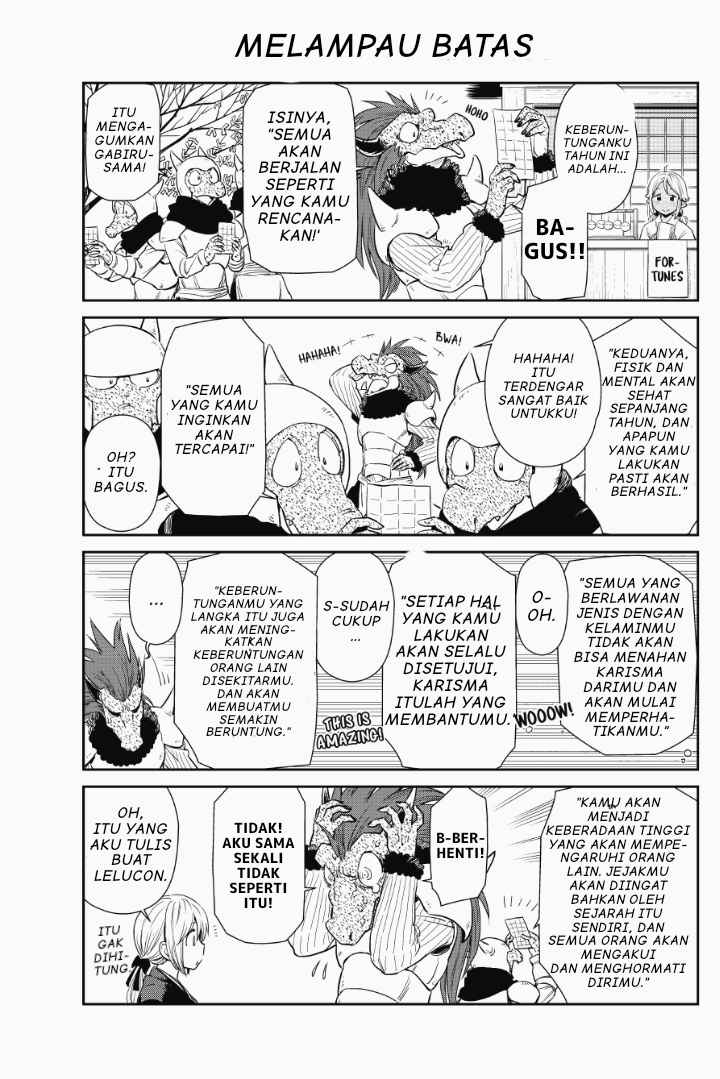 MELAMPAU BATAS
KEBERUN-
TUNGANKU
TAHUN INI
ADALAH...
BA-
GUS!!
FOR-
TUNES
HOHO
ISINYA,
"SEMUA
AKAN
BERJALAN
SEPERTI
YANG KAMU
RENCANA-
KAN!'
ITU
MENGA-
GUMKAN
GABIRU-
SAMA!
"KEDUANYA,
FISIK DAN
MENTAL AKAN
SEHAT
SEPANJANG
TAHUN, DAN
APAPUN
YANG KAMU
LAKUKAN
PASTI AKAN
BERHASIL."
HAHAHA!
ITU
TERDENGAR
SANGAT BAIK
UNTUKKU!
BWA!
HAHAHA!
"SEMUA
YANG KAMU
INGINKAN
AKAN
TERCAPAI!"
OH?
ITU
BAGUS.
"SEMUA YANG
BERLAWANAN
JENIS DENGAN
KELAMINMU
TIDAK AKAN
BISA MENAHAN
KARISMA
DARIMU DAN
AKAN MULAI
MEMPERHA-
TIKANMU."
O-
OH.
WOOOW!
"SETIAP HAL
YANG KAMU
LAKUKAN
AKAN SELALU
DISETUJUI,
KARISMA
ITULAH YANG
MEMBANTUMU.
S-SUDAH
CUKUP
...
THIS IS
AMAZING!
"KEBERUN-
TUNGANMU YANG
LANGKA ITU JUGA
AKAN MENING-
KATKAN
KEBERUNTUNGAN
ORANG LAIN
DISEKITARMU.
DAN AKAN
MEMBUATMU
SEMAKIN
BERUNTUNG."
...
"KAMU AKAN
MENJADI
KEBERADAAN TINGGI
YANG AKAN MEMPE-
NGARUHI ORANG
LAIN. JEJAKMU
AKAN DIINGAT
BAHKAN OLEH
SEJARAH ITU
SENDIRI, DAN
SEMUA ORANG AKAN
MENGAKUI
DAN MENGHORMATI
DIRIMU."
B-BER-
HENTI!
TIDAK!
AKU SAMA
SEKALI
TIDAK
SEPERTI
ITU!
OH,
ITU YANG
AKU TULIS
BUAT
LELUCON.
ITU
GAK
DIHI-
TUNG.